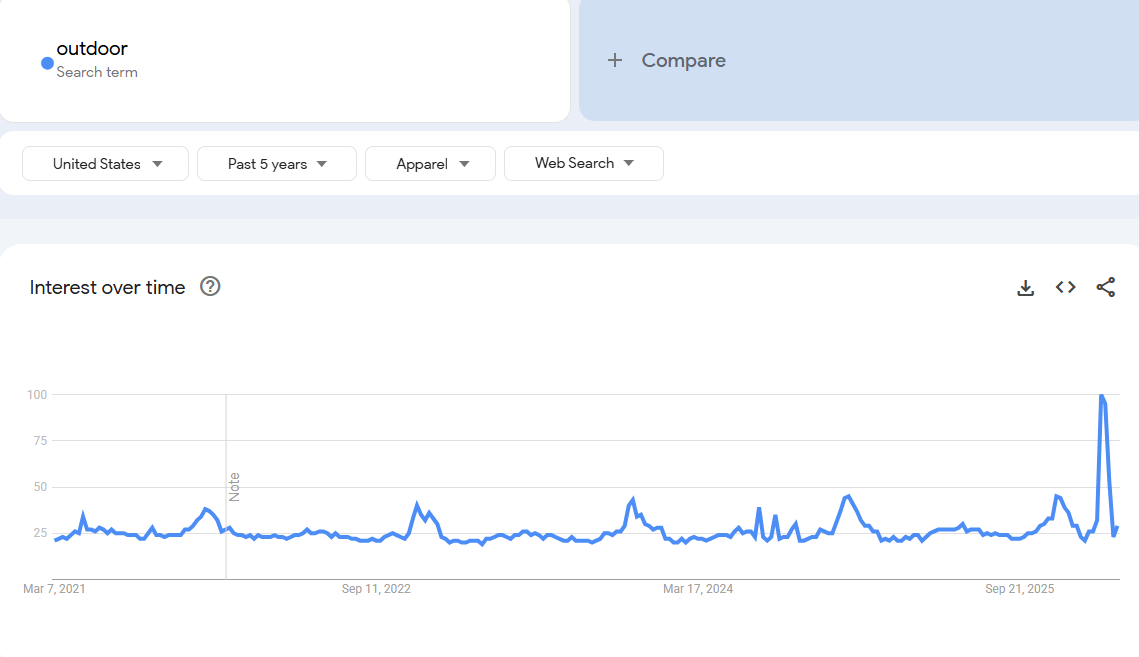 outdoor
Search term
+ Compare
United States
Past 5 years
Apparel
Web Search
Interest over time
100
75
50
25
Note
Mar 7, 2021
Sep 11, 2022
Mar 17, 2024
Sep 21, 2025